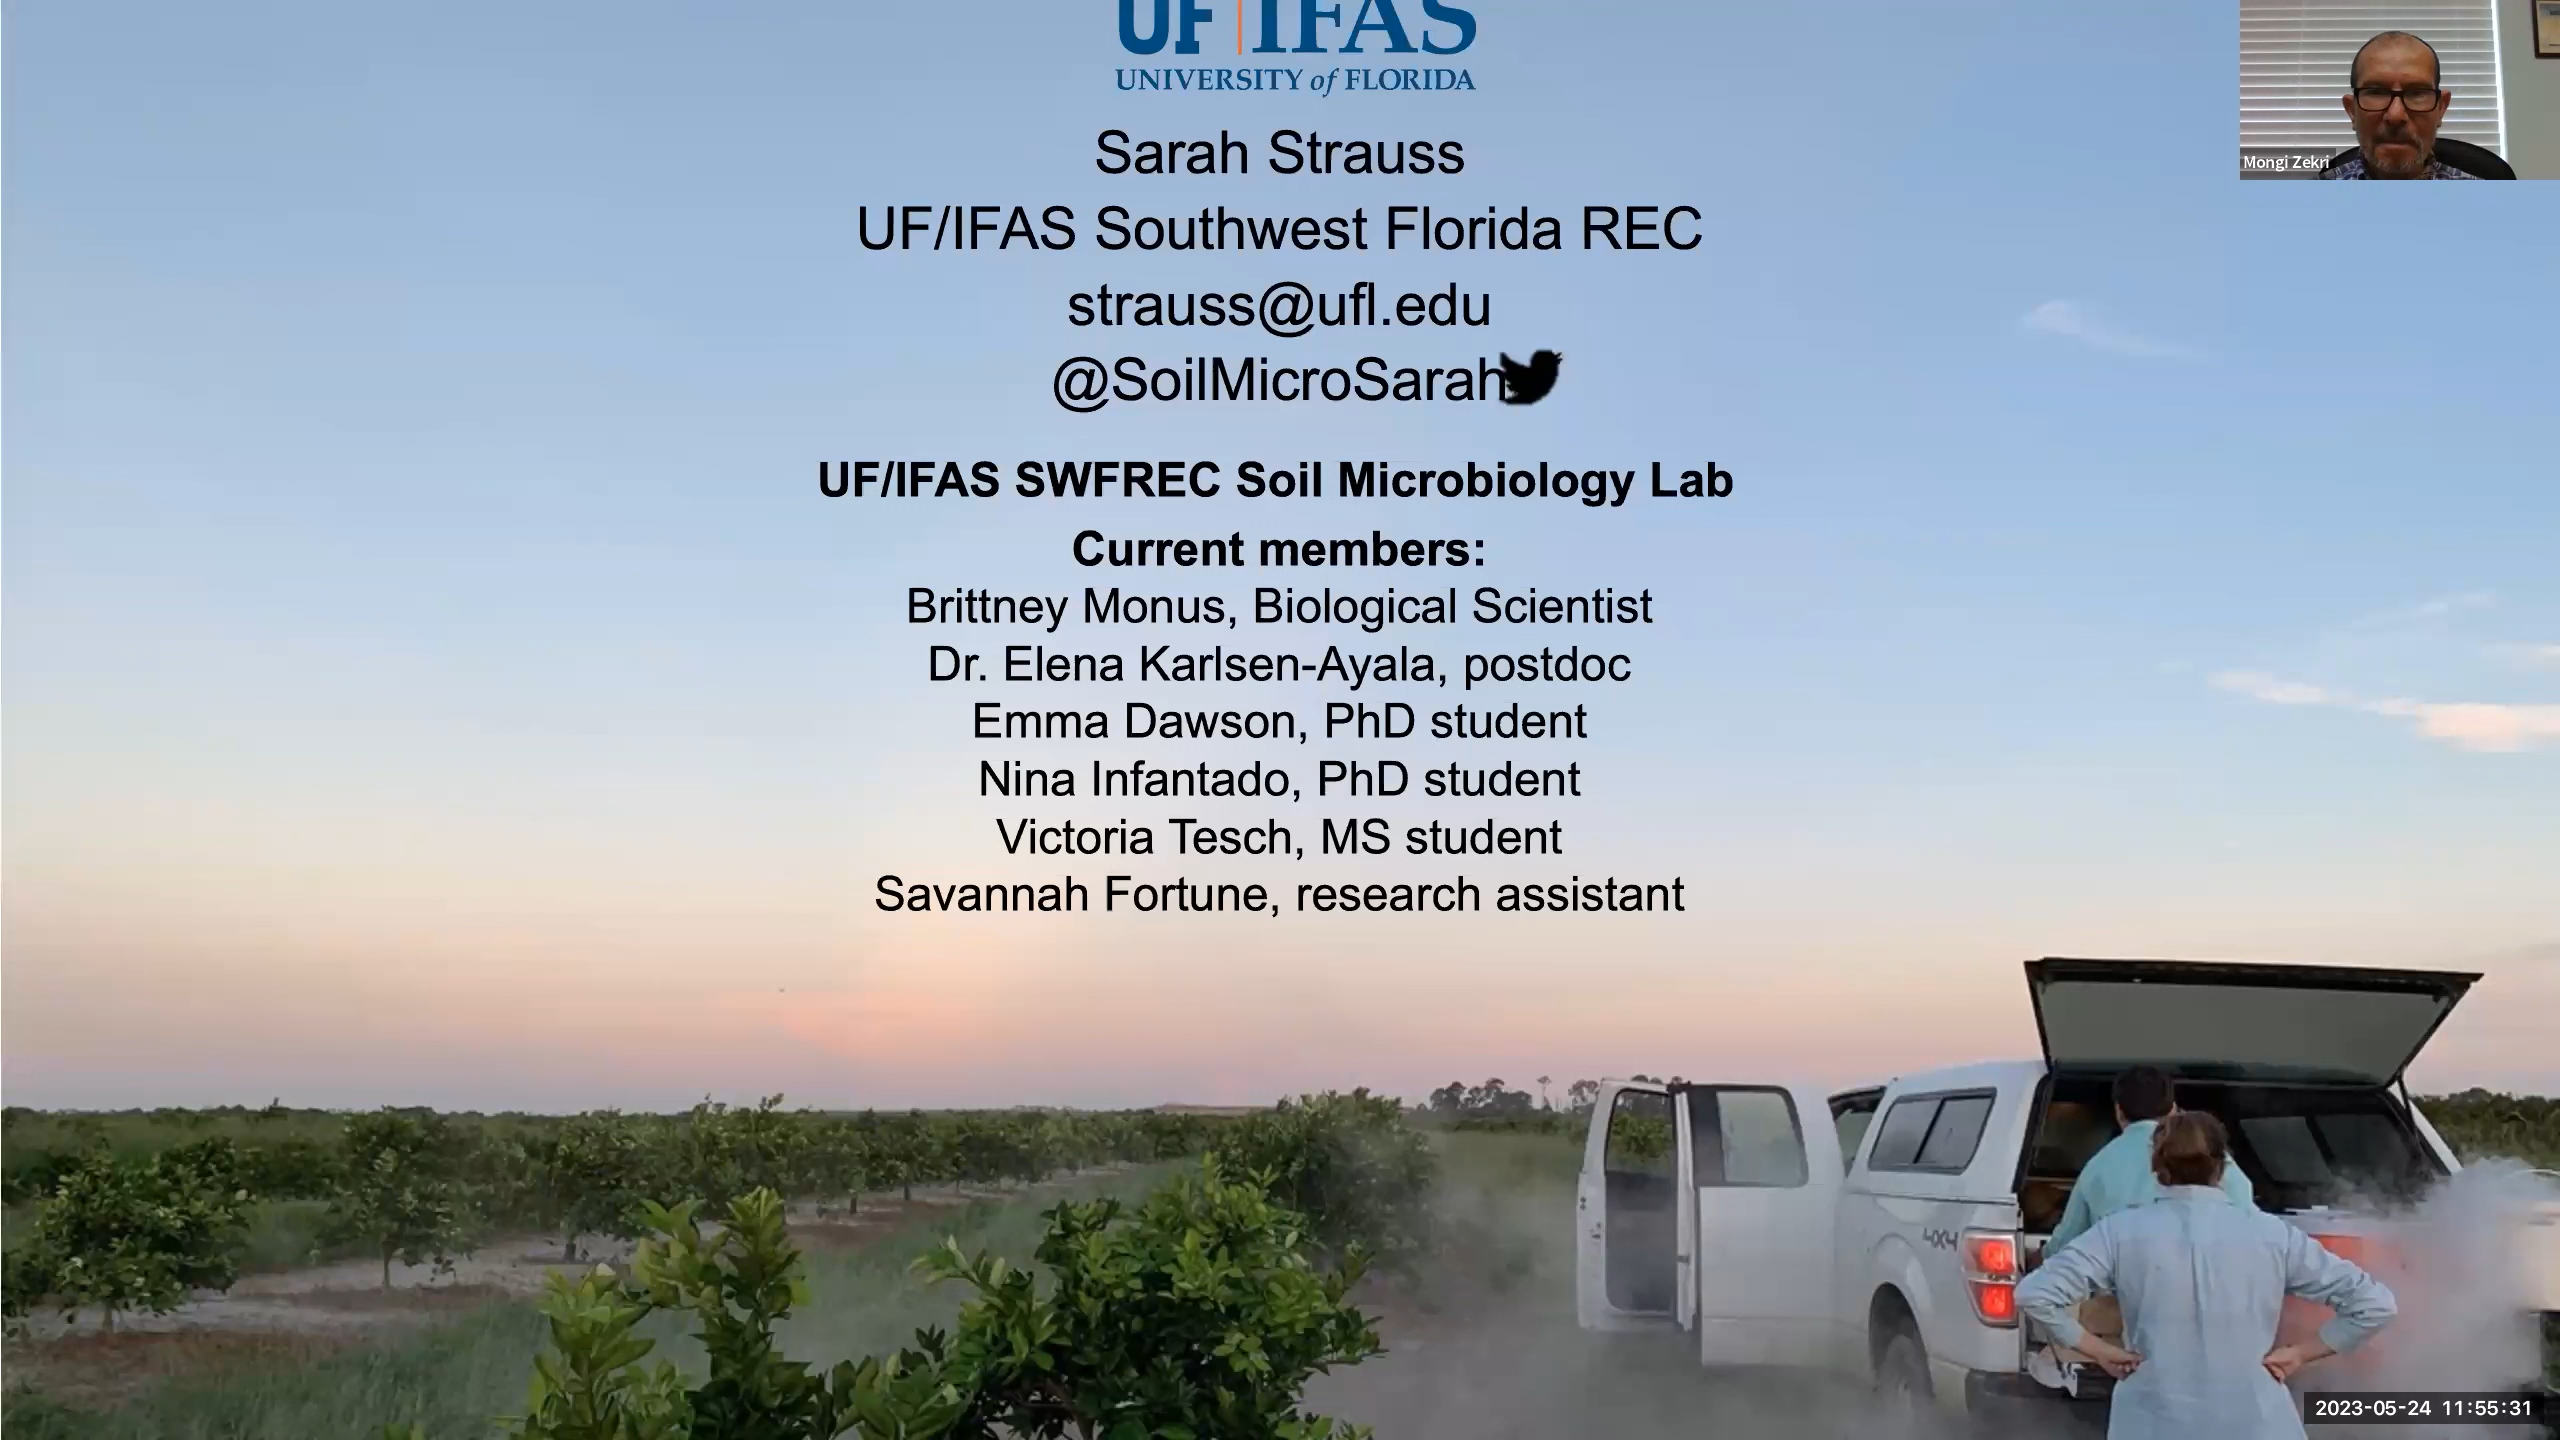 UF IFAS
UNIVERSITY of FLORIDA
Mongi Zekri
Sarah Strauss
UF/IFAS Southwest Florida REC
strauss@ufl.edu
@SoilMicroSarah
UF/IFAS SWFREC Soil Microbiology Lab
Current members:
Brittney Monus, Biological Scientist
Dr. Elena Karlsen-Ayala, postdoc
Emma Dawson, PhD student
Nina Infantado, PhD student
Victoria Tesch, MS student
Savannah Fortune, research assistant
4X4
2023-05-24 11:55:31